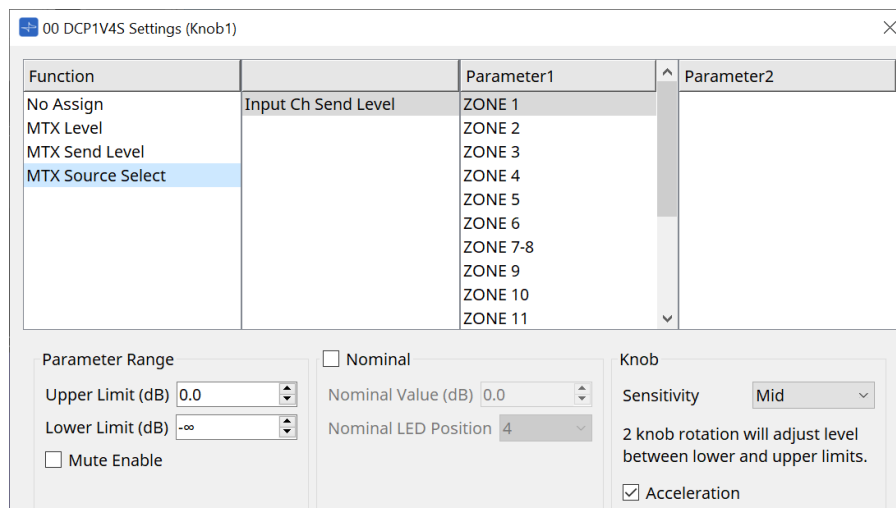 00 DCP1V4S Settings (Knob1)
Function
Parameter1
Parameter2
No Assign
MTX Level
MTX Send Level
MTX Source Select
Input Ch Send Level
ZONE 1
ZONE 2
ZONE 3
ZONE 4
ZONE 5
ZONE 6
ZONE 7-8
ZONE 9
ZONE 10
ZONE 11
Parameter Range
Upper Limit (dB) 0.0
Lower Limit (dB) -∞
Mute Enable
Nominal
Nominal Value (dB) 0.0
Nominal LED Position 4
Knob
Sensitivity Mid
2 knob rotation will adjust level
between lower and upper limits.
Acceleration